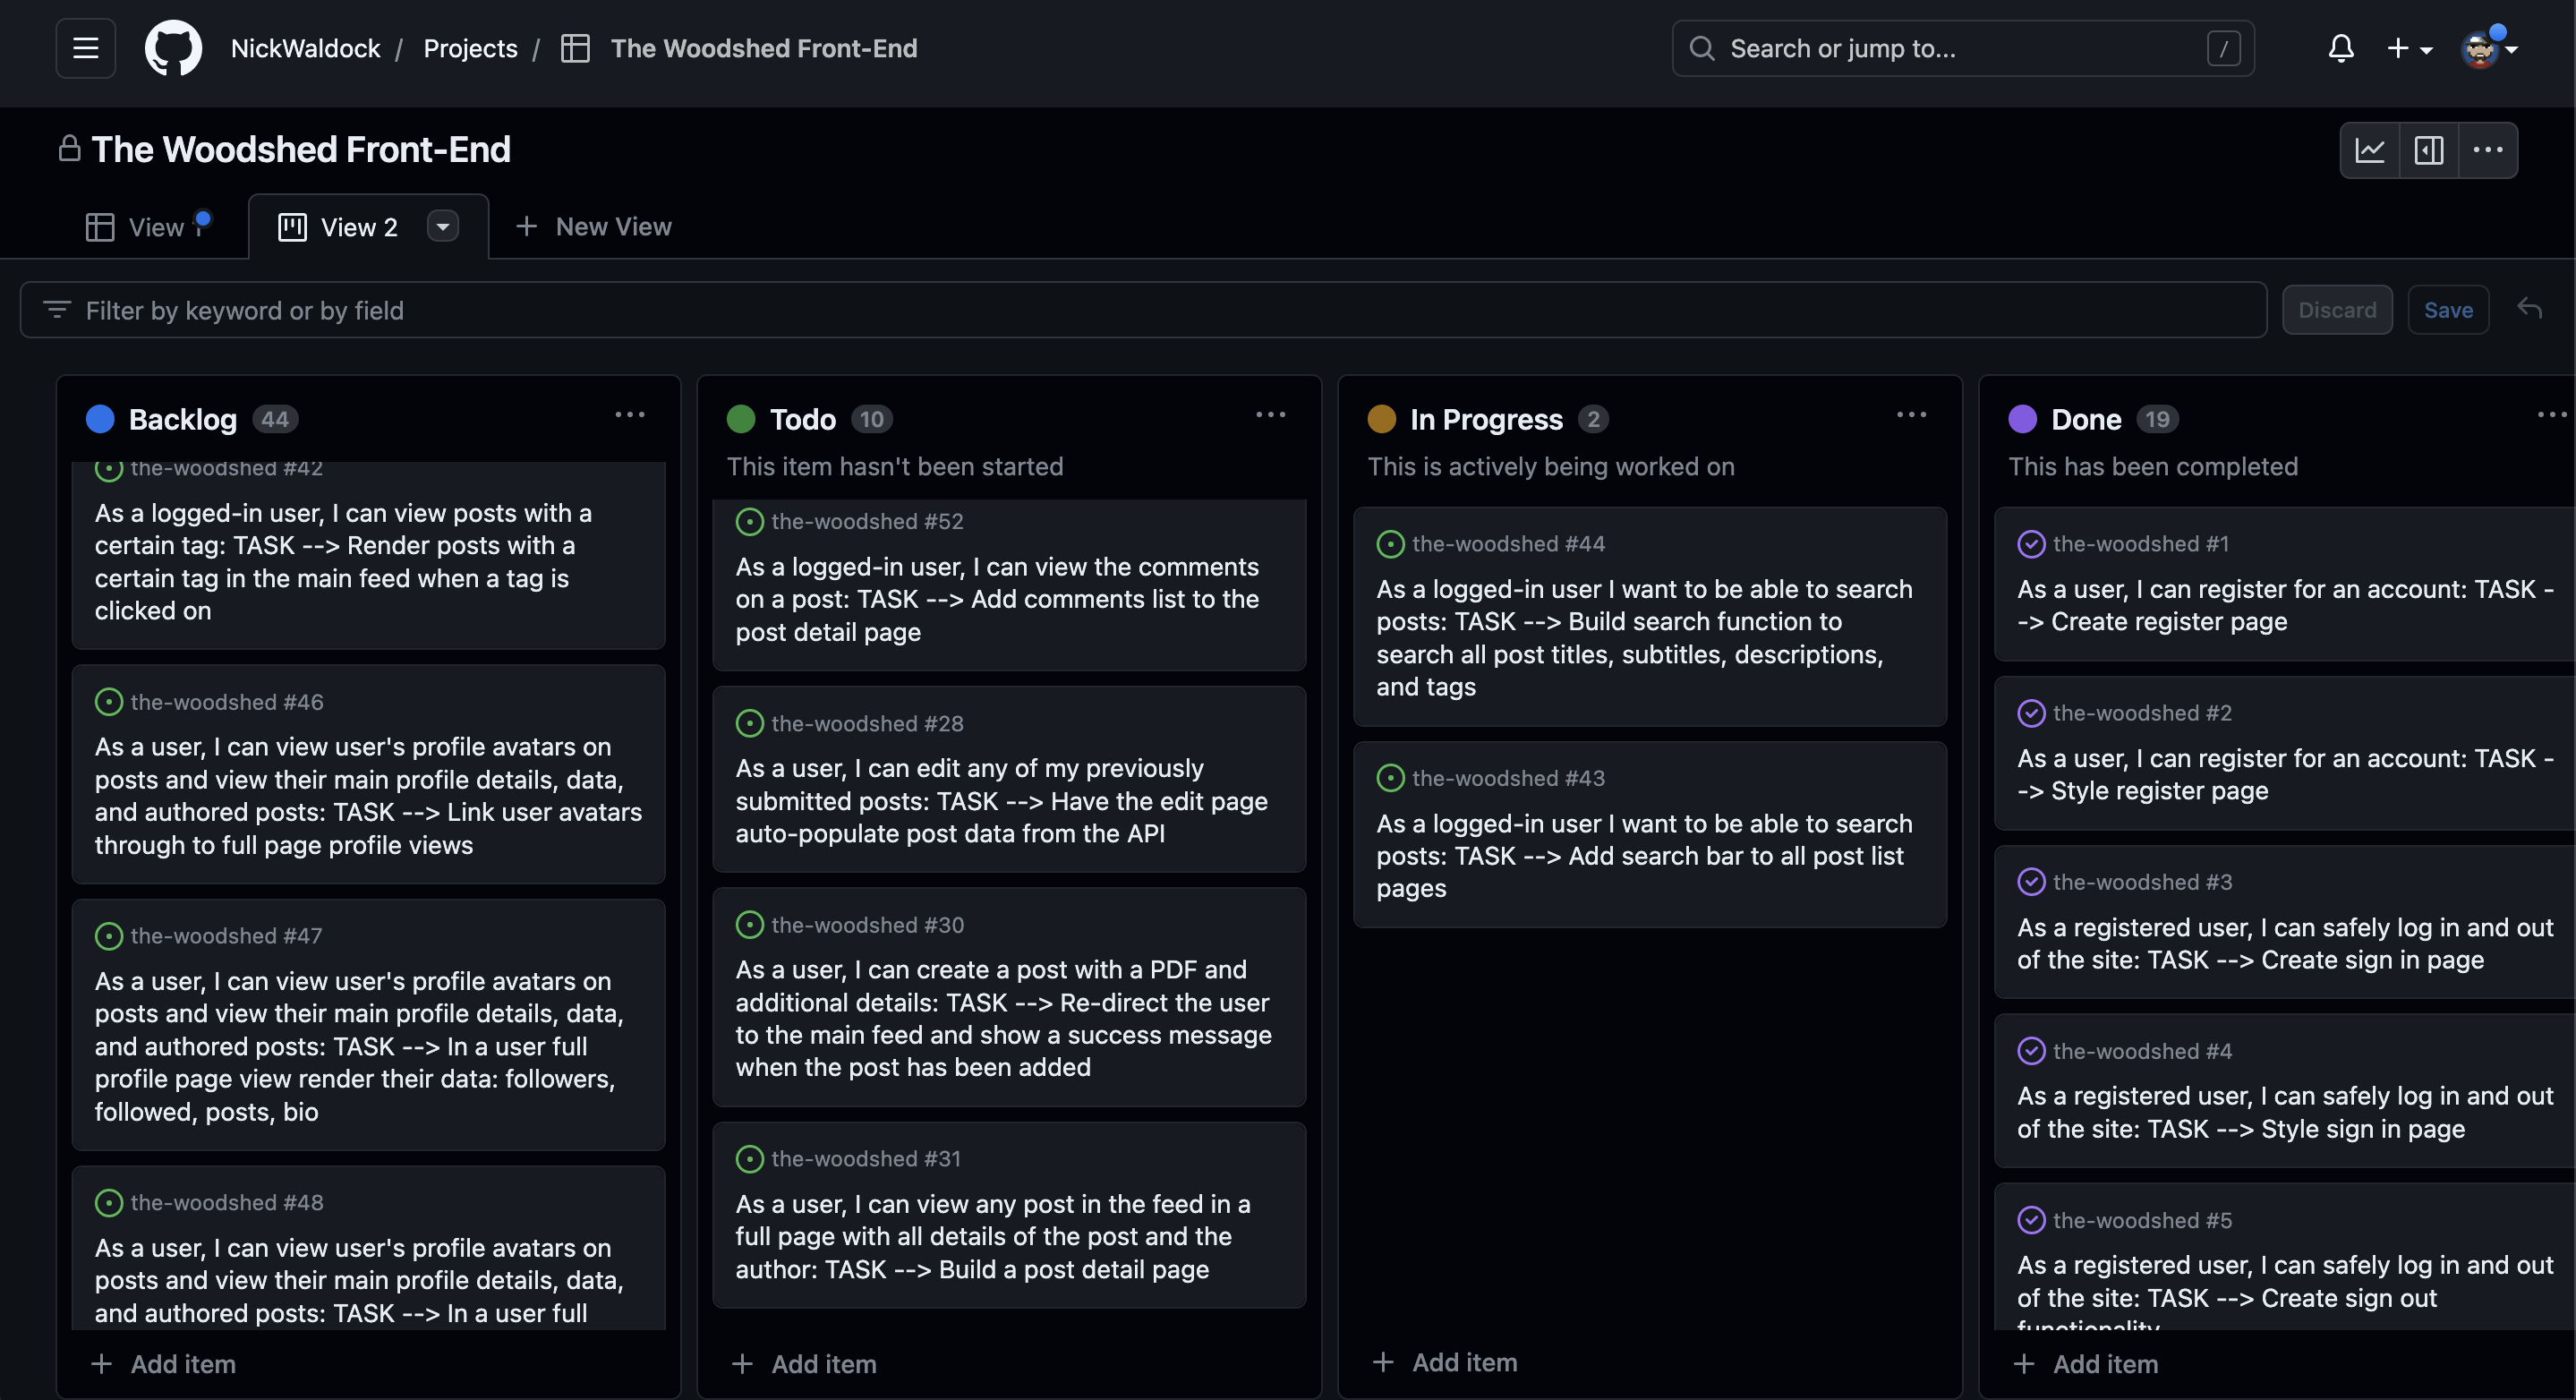 NickWaldock / Projects / The Woodshed Front-End
Search or jump to...
/
The Woodshed Front-End
View 1
View 2
New View
Filter by keyword or by field
Discard
Save
Backlog 44
the-woodshed #42
As a logged-in user, I can view posts with a
certain tag: TASK --> Render posts with a
certain tag in the main feed when a tag is
clicked on
the-woodshed #46
As a user, I can view user's profile avatars on
posts and view their main profile details, data,
and authored posts: TASK --> Link user avatars
through to full page profile views
the-woodshed #47
As a user, I can view user's profile avatars on
posts and view their main profile details, data,
and authored posts: TASK --> In a user full
profile page view render their data: followers,
followed, posts, bio
the-woodshed #48
As a user, I can view user's profile avatars on
posts and view their main profile details, data,
and authored posts: TASK --> In a user full
Add item
Todo 10
This item hasn't been started
the-woodshed #52
As a logged-in user, I can view the comments
on a post: TASK --> Add comments list to the
post detail page
the-woodshed #28
As a user, I can edit any of my previously
submitted posts: TASK --> Have the edit page
auto-populate post data from the API
the-woodshed #30
As a user, I can create a post with a PDF and
additional details: TASK --> Re-direct the user
to the main feed and show a success message
when the post has been added
the-woodshed #31
As a user, I can view any post in the feed in a
full page with all details of the post and the
author: TASK --> Build a post detail page
Add item
In Progress 2
This is actively being worked on
the-woodshed #44
As a logged-in user I want to be able to search
posts: TASK --> Build search function to
search all post titles, subtitles, descriptions,
and tags
the-woodshed #43
As a logged-in user I want to be able to search
posts: TASK --> Add search bar to all post list
pages
Add item
Done 19
This has been completed
the-woodshed #1
As a user, I can register for an account: TASK -
-> Create register page
the-woodshed #2
As a user, I can register for an account: TASK -
-> Style register page
the-woodshed #3
As a registered user, I can safely log in and out
of the site: TASK --> Create sign in page
the-woodshed #4
As a registered user, I can safely log in and out
of the site: TASK --> Style sign in page
the-woodshed #5
As a registered user, I can safely log in and out
of the site: TASK --> Create sign out
functionality
Add item